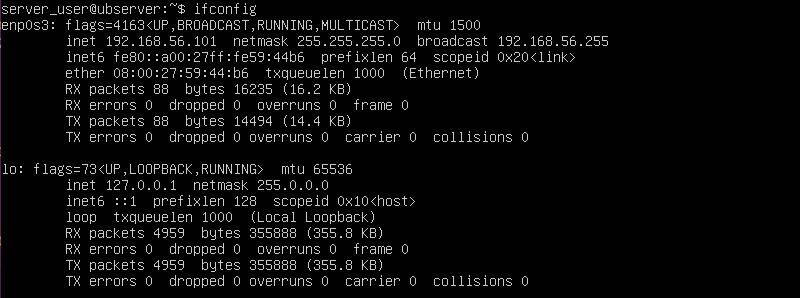 server_user@ubserver:~$ ifconfig
enp0s3: flags=4163<UP,BROADCAST,RUNNING,MULTICAST>  mtu 1500
        inet 192.168.56.101  netmask 255.255.255.0  broadcast 192.168.56.255
        inet6 fe80::a00:27ff:fe59:44b6  prefixlen 64  scopeid 0x20<link>
        ether 08:00:27:59:44:b6  txqueuelen 1000  (Ethernet)
        RX packets 88  bytes 16235 (16.2 KB)
        RX errors 0  dropped 0  overruns 0  frame 0
        TX packets 88  bytes 14494 (14.4 KB)
        TX errors 0  dropped 0 overruns 0  carrier 0  collisions 0
lo: flags=73<UP,LOOPBACK,RUNNING>  mtu 65536
        inet 127.0.0.1  netmask 255.0.0.0
        inet6 ::1  prefixlen 128  scopeid 0x10<host>
        loop  txqueuelen 1000  (Local Loopback)
        RX packets 4959  bytes 355888 (355.8 KB)
        RX errors 0  dropped 0  overruns 0  frame 0
        TX packets 4959  bytes 355888 (355.8 KB)
        TX errors 0  dropped 0 overruns 0  carrier 0  collisions 0